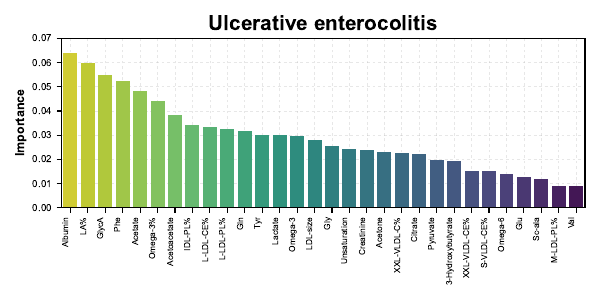 Ulcerative enterocolitis
Importance
0.07
0.06
0.05
0.04
0.03
0.02
0.01
0.00
Albumin
LA%
GlycA
Phe
Acetate
Omega-3%
Acetoacetate
IDL-PL%
L-LDL-CE%
L-LDL-PL%
Gln
Tyr
Lactate
Omega-3
LDL-size
Gly
Unsaturation
Creatinine
Acetone
XXL-VLDL-C%
Citrate
Pyruvate
3-Hydroxybutyrate
XXL-VLDL-CE%
S-VLDL-CE%
Omega-6
Glu
M-LDL-PL%
Val